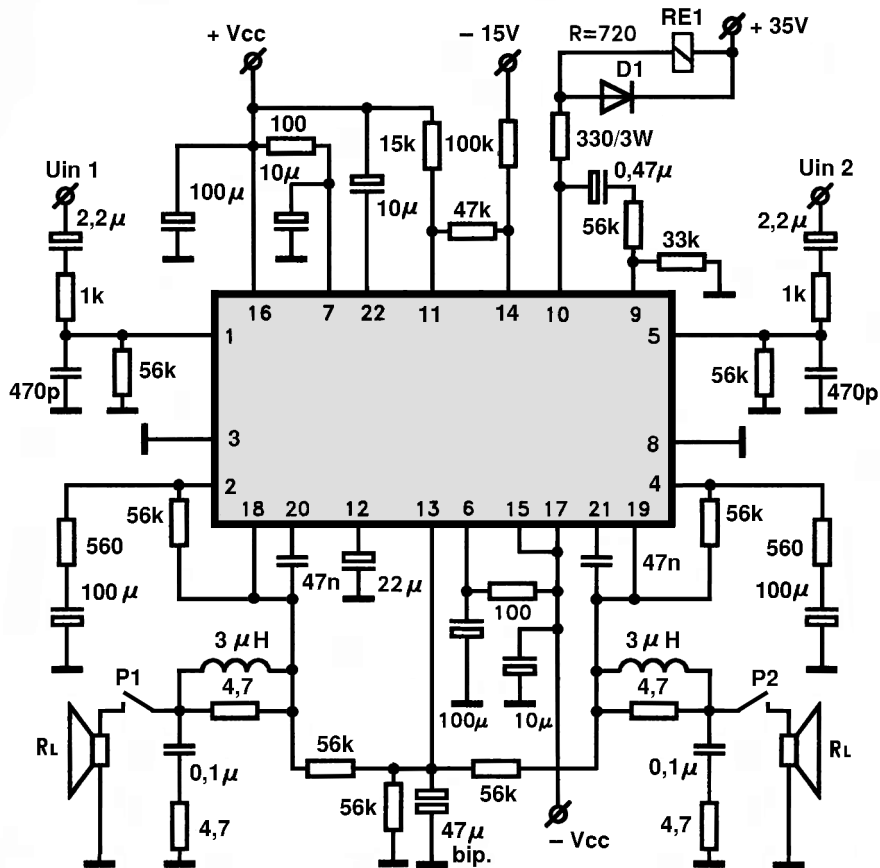 RE1
+ Vcc
– 15V
R=720
+ 35V
D1
100
15k
100k
330/3W
Uin 1
10µ
0,47µ
Uin 2
100µ
10µ
47k
56k
2,2µ
2,2µ
33k
1k
1k
16 7 22 11 14 10 9
1
5
56k
56k
470p
470p
3
8
2
4
18 20 12 13 6 15 17 21 19
56k
56k
560
560
47n
22µ
47n
100µ
100
100µ
3 µH
3 µH
P1
P2
4,7
4,7
100µ
10µ
RL
RL
56k
0,1µ
0,1µ
56k
56k
4,7
47µ
bip.
– Vcc
4,7